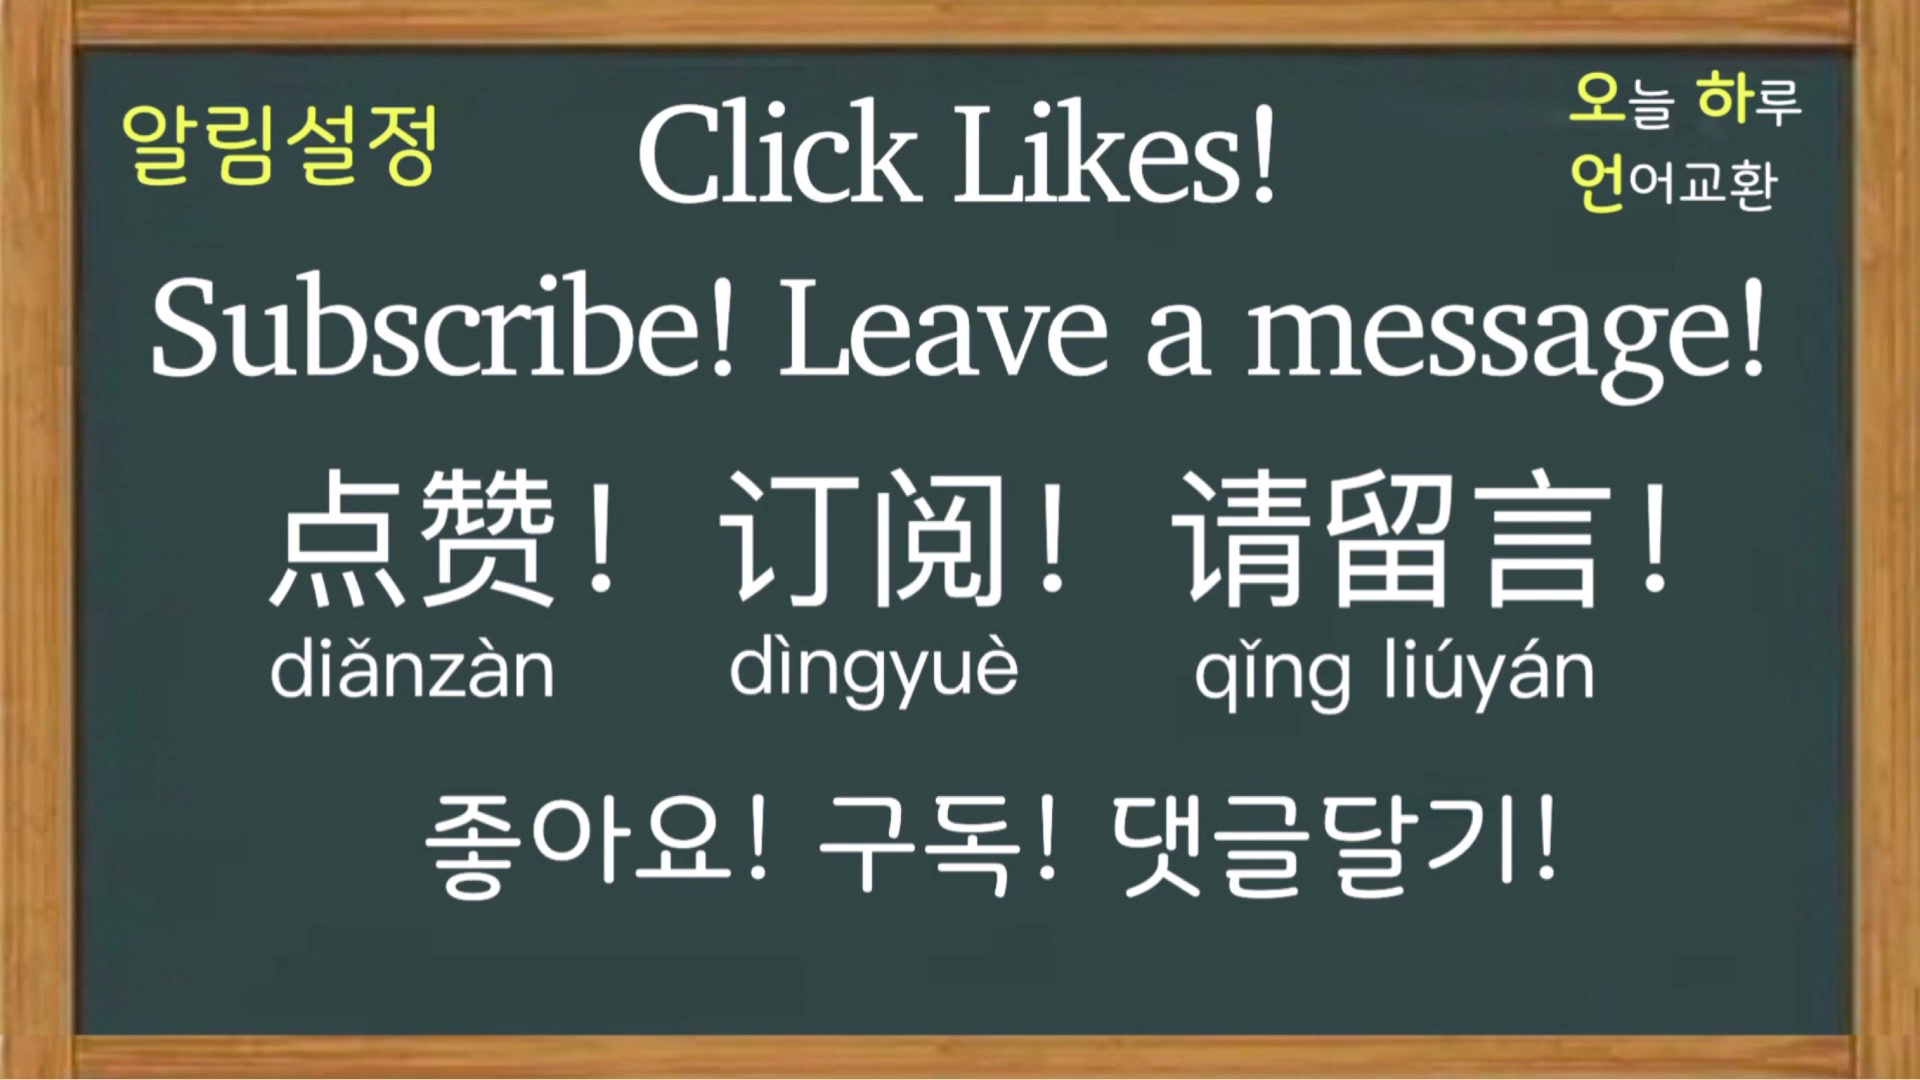 알림설정
Click Likes!
오늘 하루
언어교환
Subscribe! Leave a message!
点赞! 订阅! 请留言!
diǎnzàn dìngyuè qǐng liúyán
좋아요! 구독! 댓글달기!